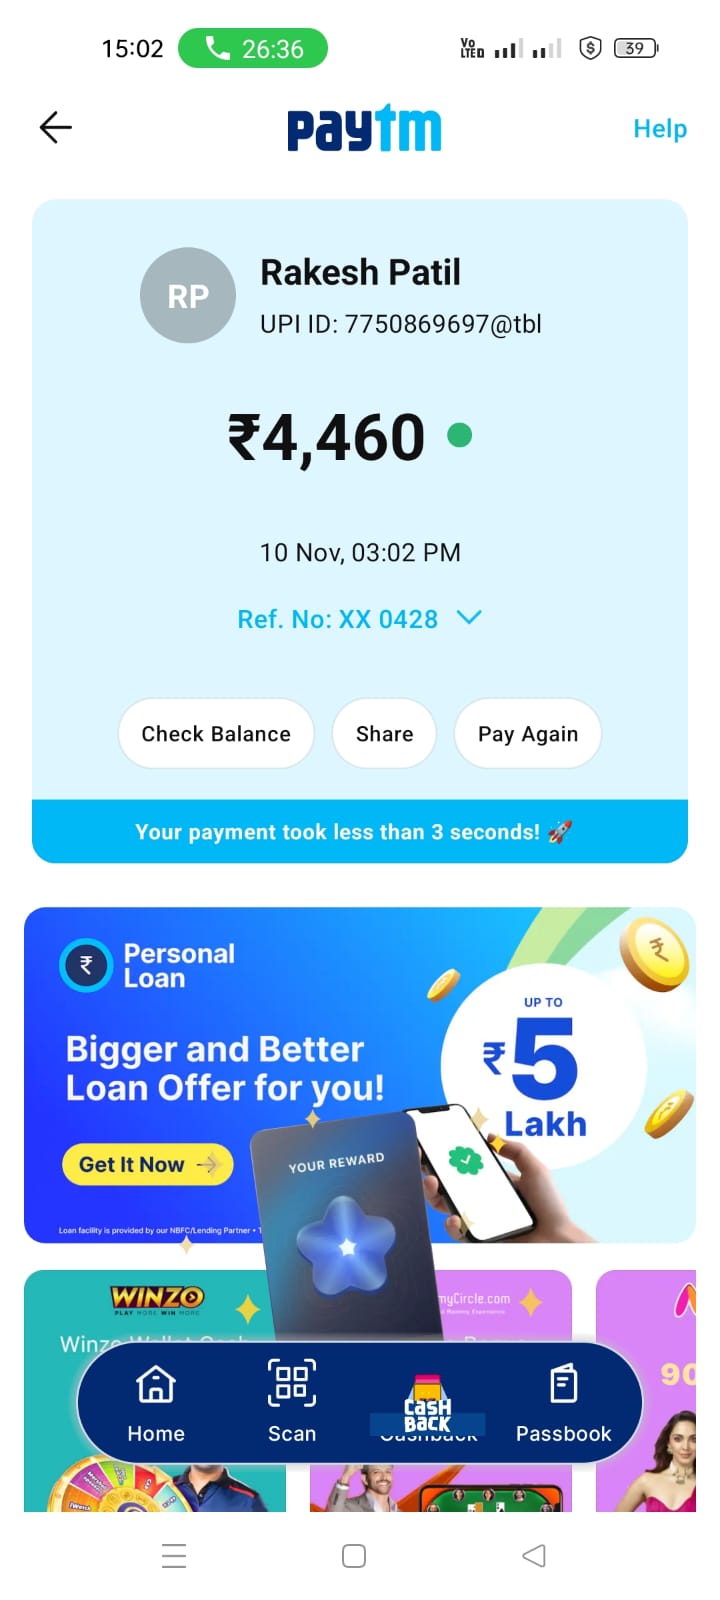 15:02 26:36 Vo LTED 39
paytm Help
RP
Rakesh Patil
UPI ID: 7750869697@tbl
₹4,460
10 Nov, 03:02 PM
Ref. No: XX 0428
Check Balance Share Pay Again
Your payment took less than 3 seconds! 🚀
Personal
Loan
Bigger and Better
Loan Offer for you!
Get It Now
UP TO
₹5
Lakh
Loan facility is provided by our NBFC/Lending Partner •
YOUR REWARD
WINZO
PLAY MORE WIN MORE
myCircle.com
90
CASH
BACK
Home Scan Cashback Passbook